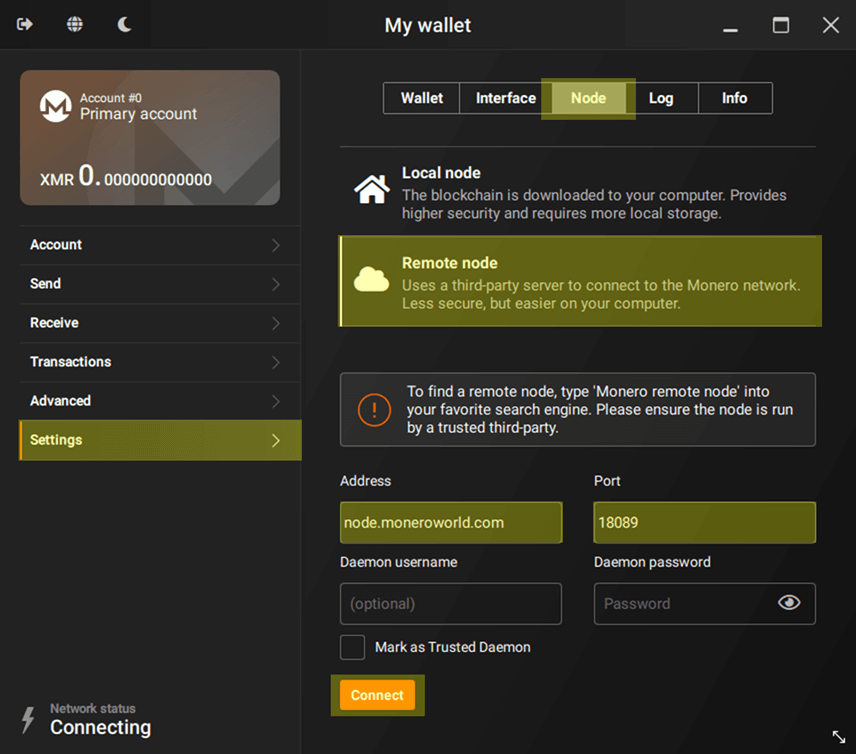 My wallet
Account #0
Primary account
XMR 0.000000000000
Account
Send
Receive
Transactions
Advanced
Settings
Network status
Connecting
Wallet
Interface
Node
Log
Info
Local node
The blockchain is downloaded to your computer. Provides
higher security and requires more local storage.
Remote node
Uses a third-party server to connect to the Monero network.
Less secure, but easier on your computer.
To find a remote node, type 'Monero remote node' into
your favorite search engine. Please ensure the node is run
by a trusted third-party.
Address
Port
node.moneroworld.com
18089
Daemon username
Daemon password
(optional)
Password
Mark as Trusted Daemon
Connect